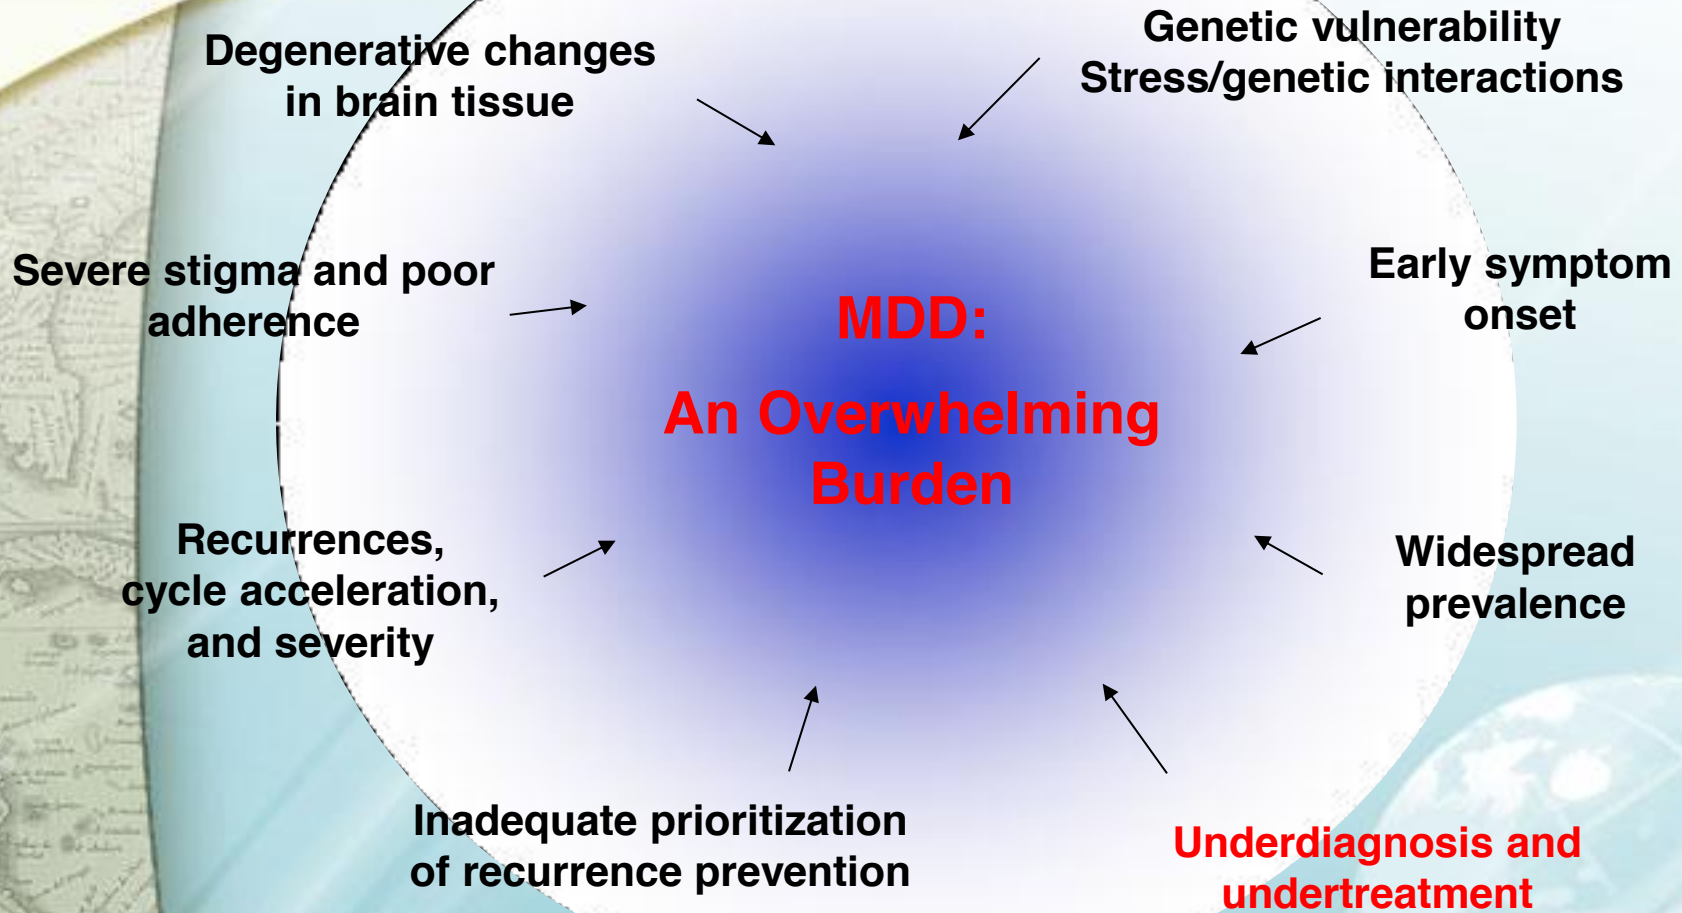 Degenerative changes
in brain tissue
Genetic vulnerability
Stress/genetic interactions
Severe stigma and poor
adherence
Early symptom
onset
MDD:
An Overwhelming
Burden
Recurrences,
cycle acceleration,
and severity
Widespread
prevalence
Inadequate prioritization
of recurrence prevention
Underdiagnosis and
undertreatment